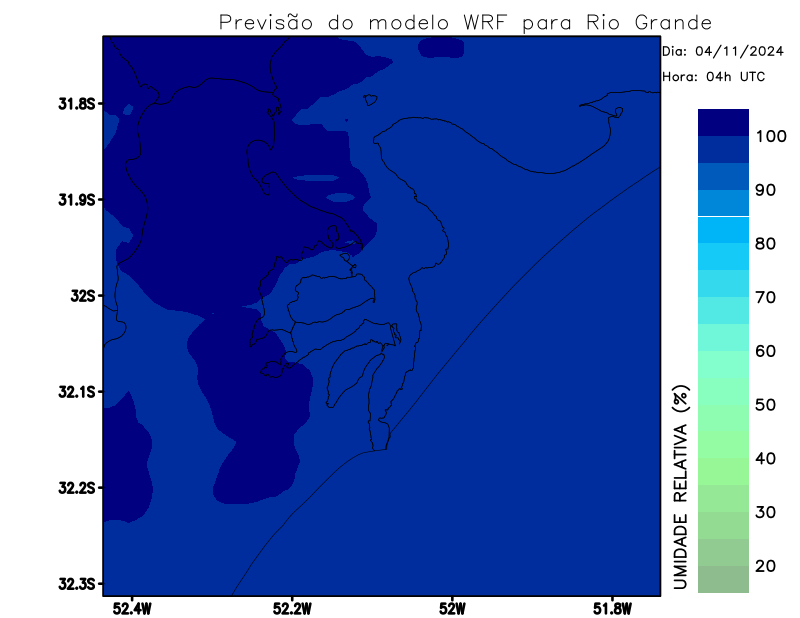 Previsão do modelo WRF para Rio Grande
Dia: 04/11/2024
Hora: 04h UTC
31.8S
31.9S
32S
32.1S
32.2S
32.3S
52.4W
52.2W
52W
51.8W
UMIDADE RELATIVA (%)
100
90
80
70
60
50
40
30
20